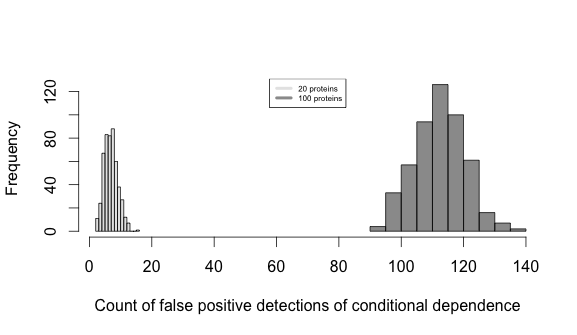 20 proteins
100 proteins
Frequency
0 40 80 120
0 20 40 60 80 100 120 140
Count of false positive detections of conditional dependence